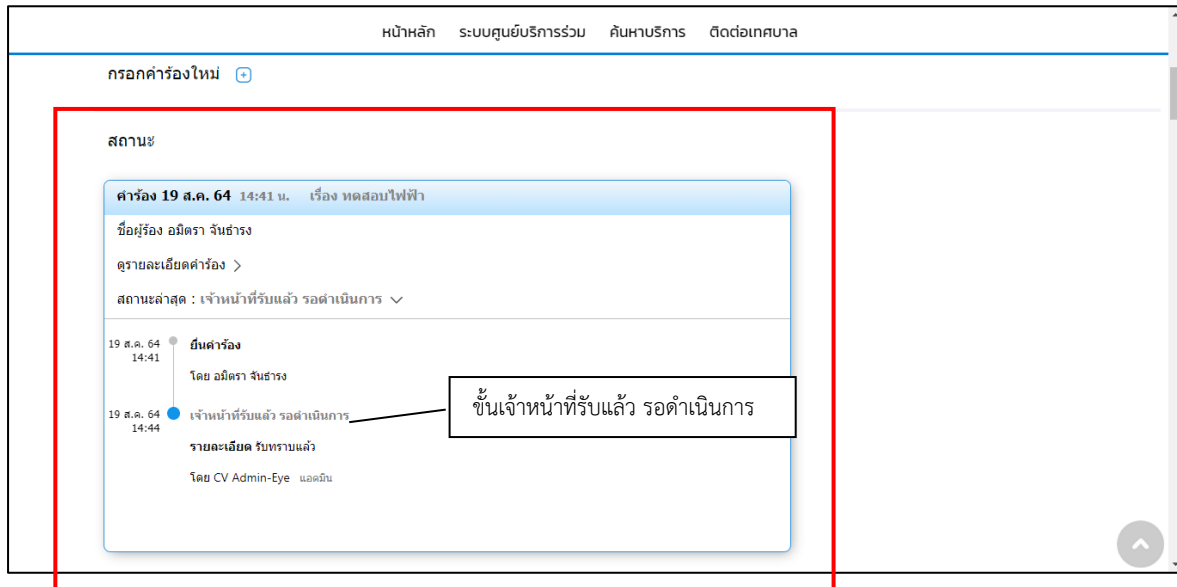 หน้าหลัก ระบบศูนย์บริการร่วม ค้นหาบริการ ติดต่อเทศบาล
กรอกคำร้องใหม่
สถานะ
คำร้อง 19 ส.ค. 64 14:41 น. เรื่อง ทดสอบไฟฟ้า
ชื่อผู้ร้อง อมิตรา จันธำรง
ดูรายละเอียดคำร้อง >
สถานะล่าสุด : เจ้าหน้าที่รับแล้ว รอดำเนินการ
19 ส.ค. 64 ยื่นคำร้อง
14:41
โดย อมิตรา จันธำรง
ขั้นเจ้าหน้าที่รับแล้ว รอดำเนินการ
19 ส.ค. 64 เจ้าหน้าที่รับแล้ว รอดำเนินการ
14:44
รายละเอียด รับทราบแล้ว
โดย CV Admin-Eye แอดมิน